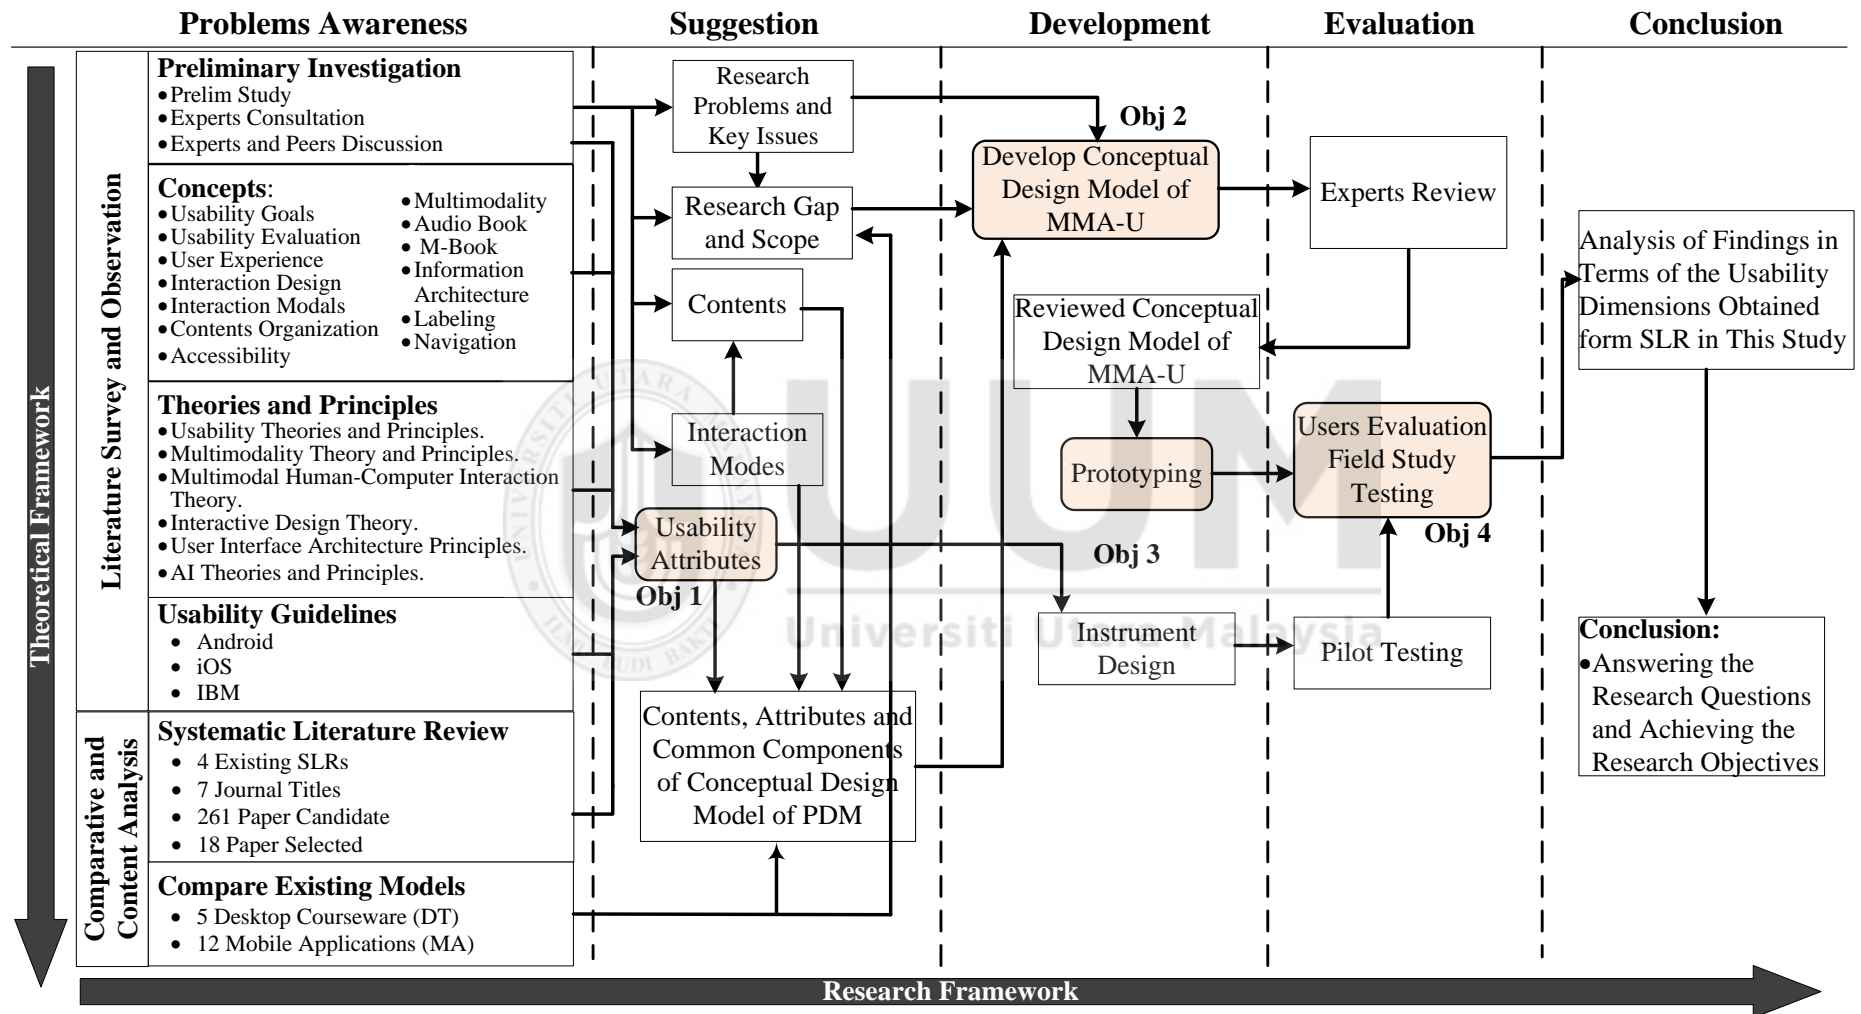 Problems Awareness
Suggestion
Development
Evaluation
Conclusion
Theoretical Framework
Literature Survey and Observation
Preliminary Investigation
•Prelim Study
•Experts Consultation
•Experts and Peers Discussion
Concepts:
•Usability Goals
•Usability Evaluation
•User Experience
•Interaction Design
•Interaction Modals
•Contents Organization
•Accessibility
•Multimodality
•Audio Book
• M-Book
•Information
Architecture
•Labeling
•Navigation
Theories and Principles
•Usability Theories and Principles.
•Multimodality Theory and Principles.
•Multimodal Human-Computer Interaction
Theory.
•Interactive Design Theory.
•User Interface Architecture Principles.
•AI Theories and Principles.
Usability Guidelines
• Android
• iOS
• IBM
Comparative and
Content Analysis
Systematic Literature Review
• 4 Existing SLRs
• 7 Journal Titles
• 261 Paper Candidate
• 18 Paper Selected
Compare Existing Models
• 5 Desktop Courseware (DT)
• 12 Mobile Applications (MA)
Research
Problems and
Key Issues
Research Gap
and Scope
Contents
Interaction
Modes
Usability
Attributes
Obj 1
Contents, Attributes and
Common Components
of Conceptual Design
Model of PDM
Obj 2
Develop Conceptual
Design Model of
MMA-U
Reviewed Conceptual
Design Model of
MMA-U
Prototyping
Obj 3
Instrument
Design
Experts Review
Users Evaluation
Field Study
Testing
Obj 4
Pilot Testing
Analysis of Findings in
Terms of the Usability
Dimensions Obtained
form SLR in This Study
Conclusion:
•Answering the
Research Questions
and Achieving the
Research Objectives
Research Framework
UUM
Universiti Utara Malaysia
UNIVERSITI UTARA MALAYSIA